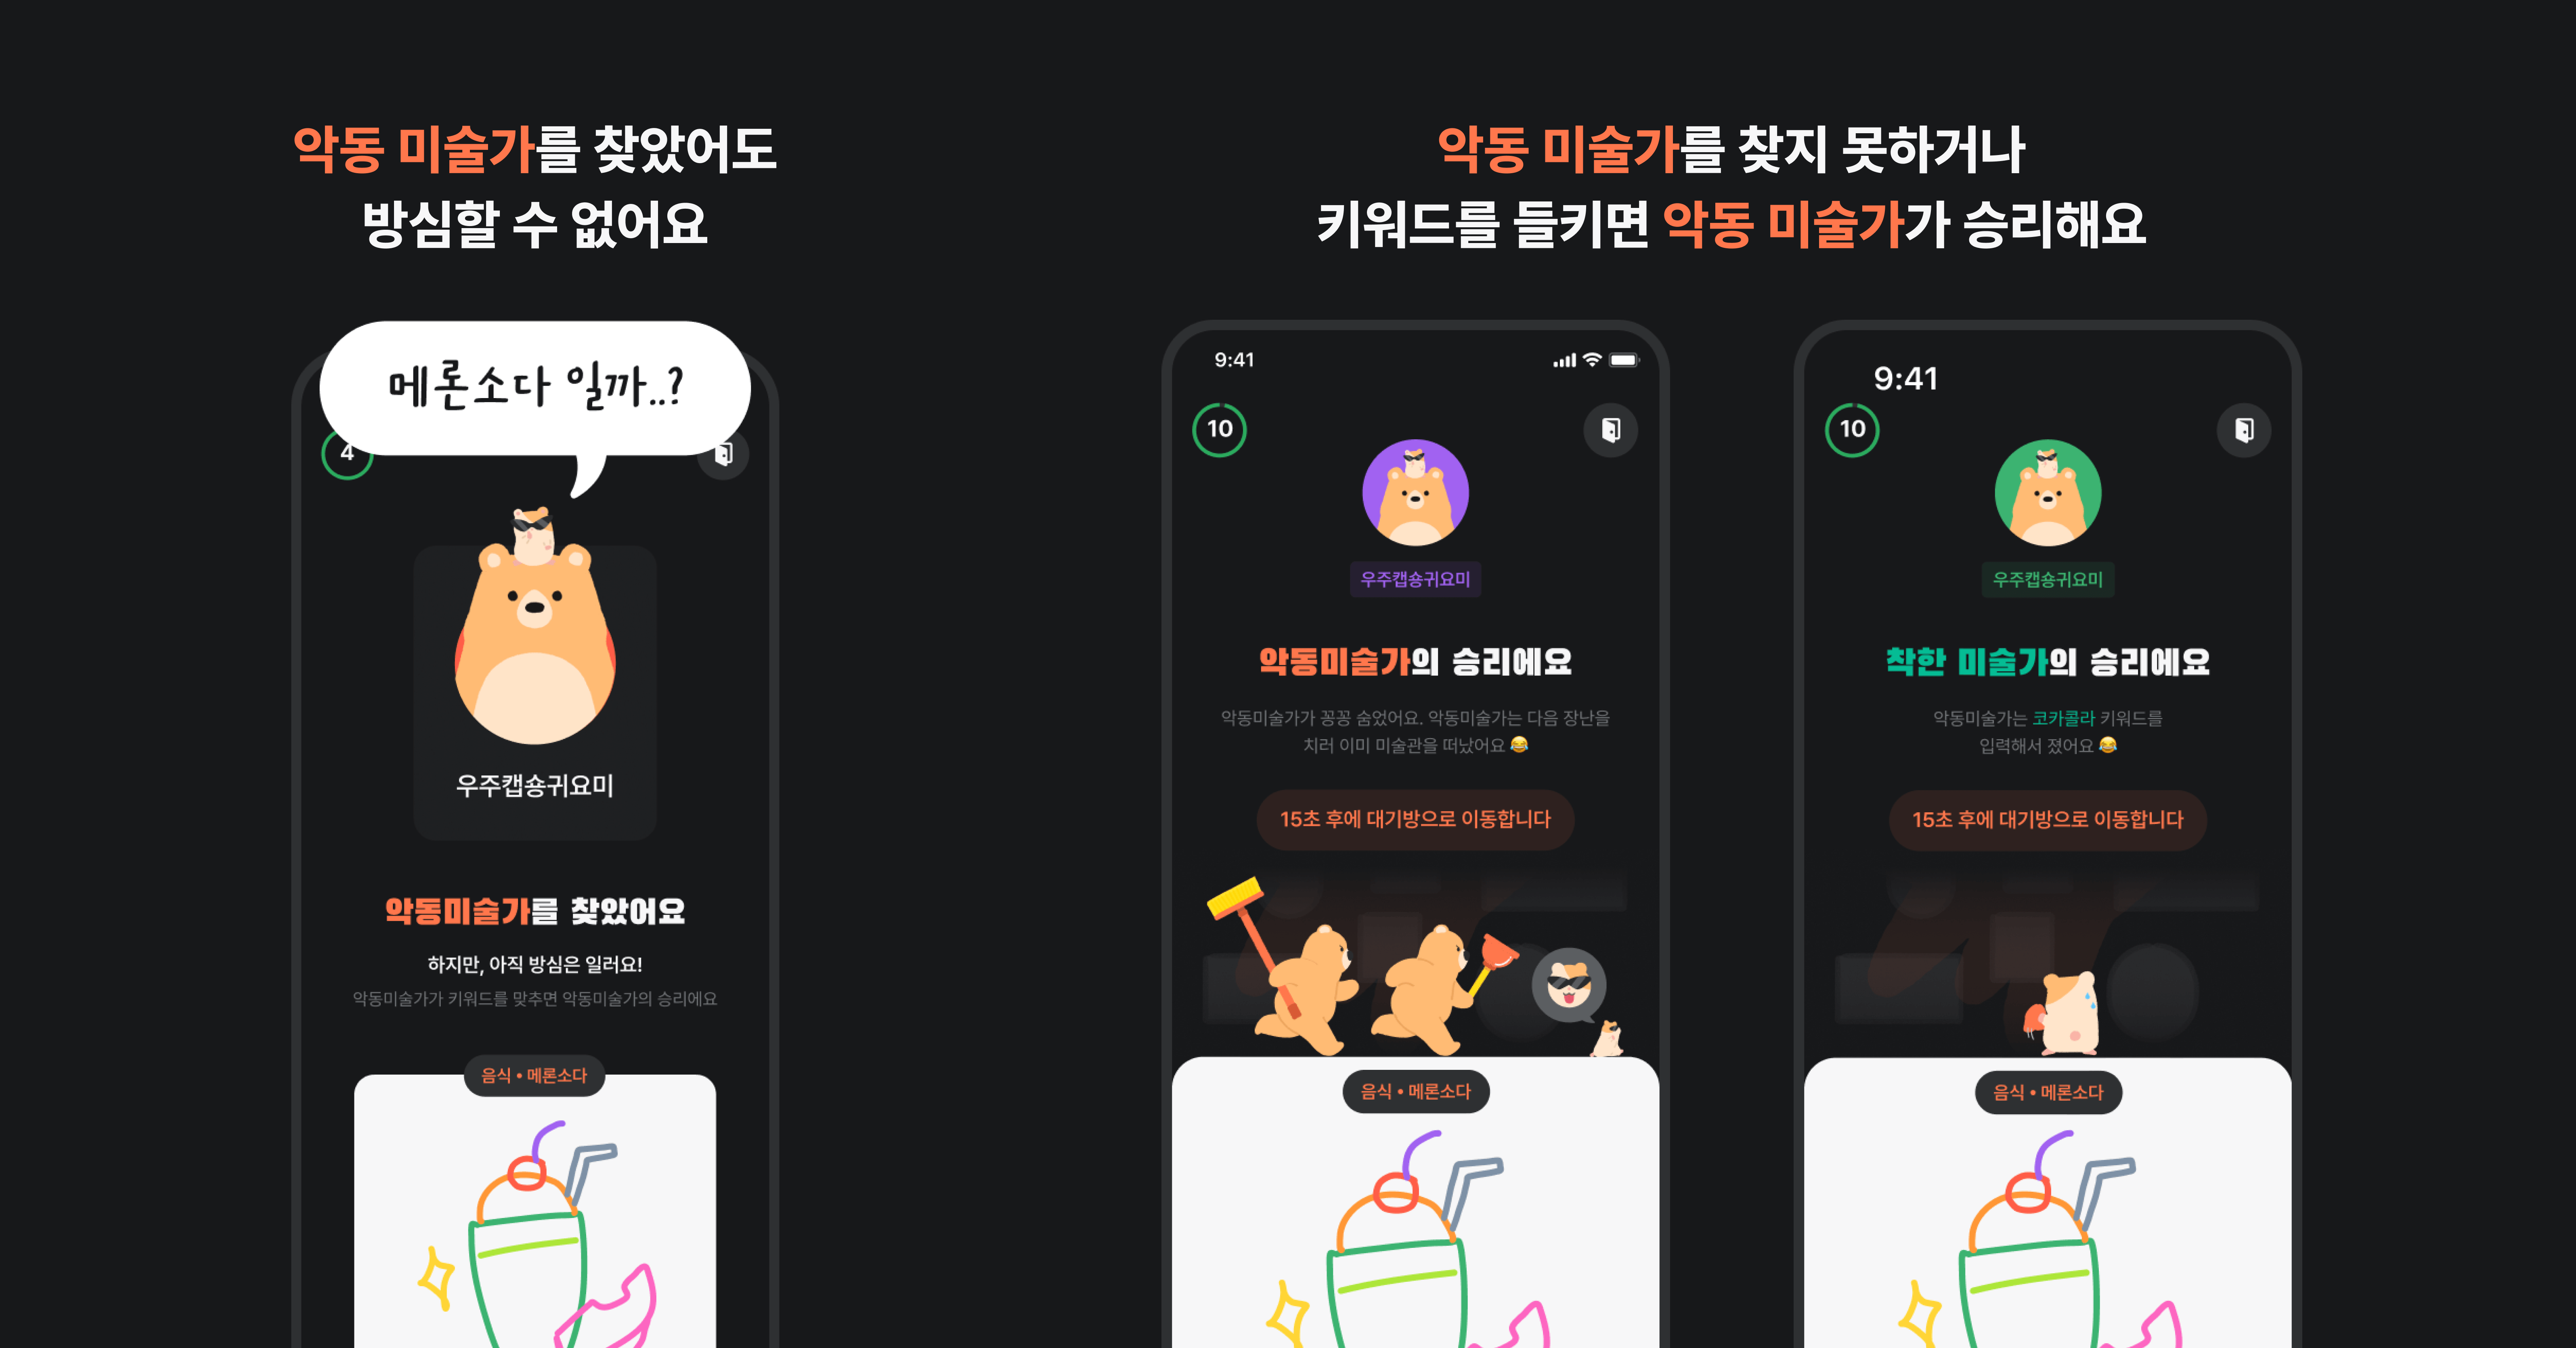 악동 미술가를 찾았어도
방심할 수 없어요
메론소다 일까..?
4
우주캡숑귀요미
악동미술가를 찾았어요
하지만, 아직 방심은 일러요!
악동미술가가 키워드를 맞추면 악동미술가의 승리에요
음식 • 메론소다
악동 미술가를 찾지 못하거나
키워드를 들키면 악동 미술가가 승리해요
9:41
10
우주캡숑귀요미
악동미술가의 승리에요
악동미술가가 꽁꽁 숨었어요. 악동미술가는 다음 장난을
치러 이미 미술관을 떠났어요 😂
15초 후에 대기방으로 이동합니다
음식 • 메론소다
9:41
10
우주캡숑귀요미
착한 미술가의 승리에요
악동미술가는 코카콜라 키워드를
입력해서 졌어요 😂
15초 후에 대기방으로 이동합니다
음식 • 메론소다